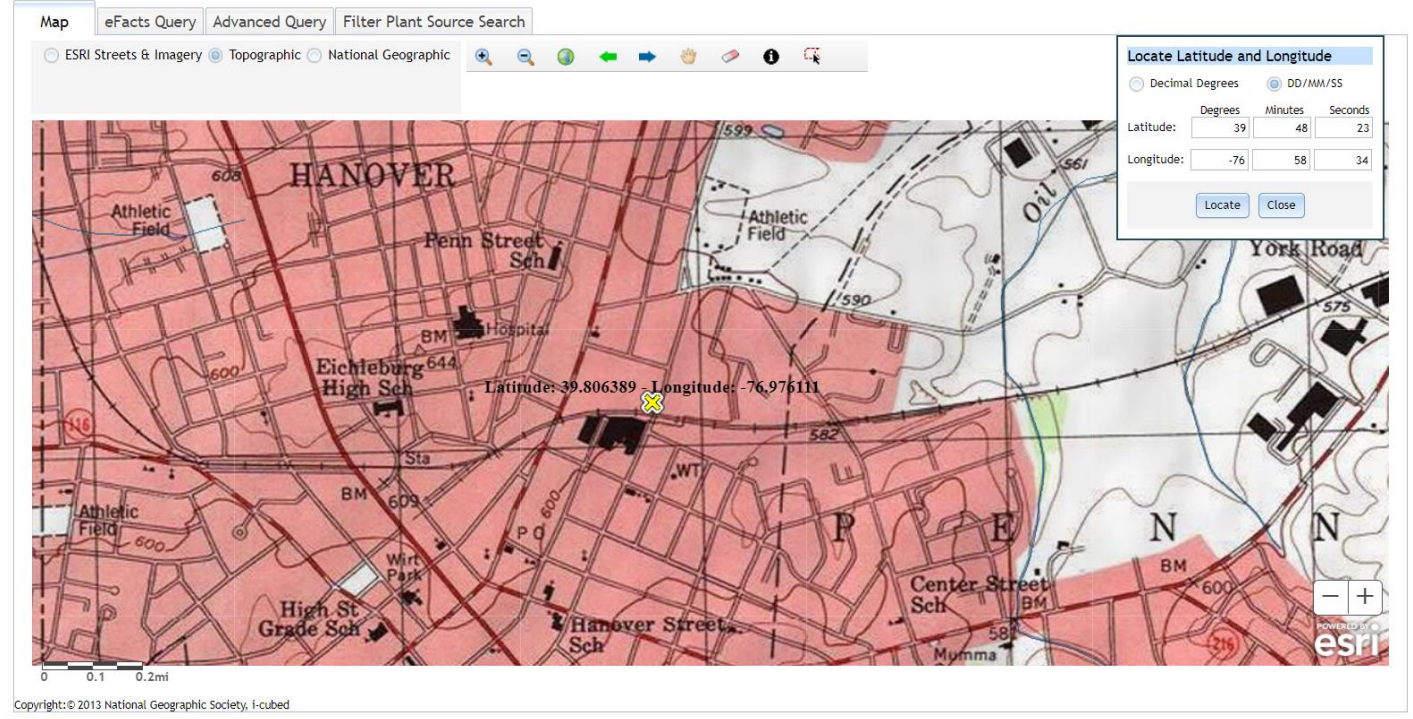 Map eFacts Query Advanced Query Filter Plant Source Search
ESRI Streets & Imagery Topographic National Geographic
Locate Latitude and Longitude
Decimal Degrees DD/MM/SS
Degrees Minutes Seconds
Latitude: 39 48 23
Longitude: -76 58 34
Locate Close
599
561
608
HANOVER
Oil
Athletic
Field
Athletic
Field
Penn Street
Sch
York Road
590
575
BM
Hospital
644
Eichleburg
High Sch
600
Latitude: 39.806389 - Longitude: -76.976111
116
582
Sta
WT
BM
609
600
Athletic
Field
600
P O
P E N N
Wirt
Park
BM
600
Center Street
Sch
BM
High St
Grade Sch
Hanover Street
Sch
582
216
Mumma
− +
POWERED BY
esri
0 0.1 0.2mi
Copyright:© 2013 National Geographic Society, i-cubed